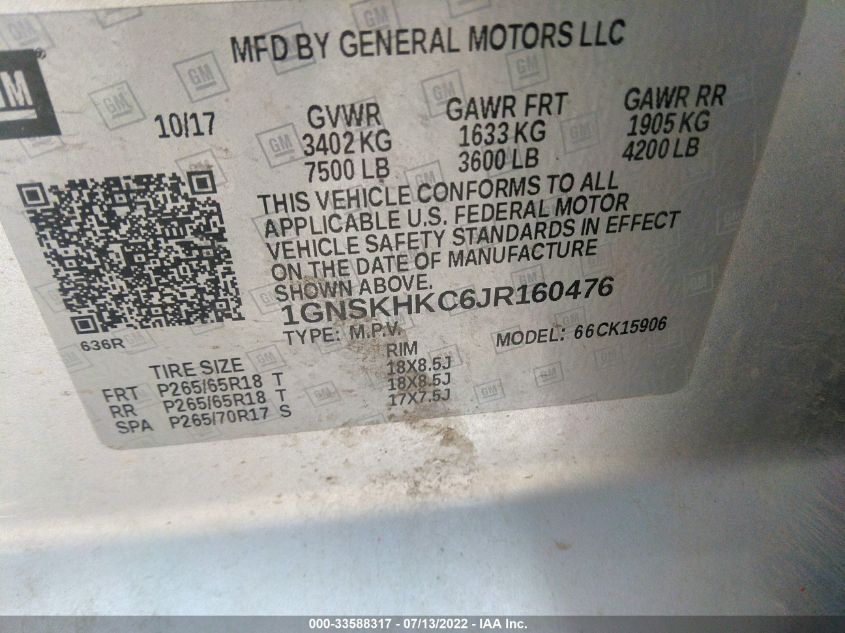 MFD BY GENERAL MOTORS LLC
GM
10/17
GVWR GAWR FRT GAWR RR
3402 KG 1633 KG 1905 KG
7500 LB 3600 LB 4200 LB
THIS VEHICLE CONFORMS TO ALL
APPLICABLE U.S. FEDERAL MOTOR
VEHICLE SAFETY STANDARDS IN EFFECT
ON THE DATE OF MANUFACTURE
SHOWN ABOVE.
1GNSKHKC6JR160476
636R
TYPE: M.P.V. MODEL: 66CK15906
TIRE SIZE RIM
FRT P265/65R18 T 18X8.5J
RR P265/65R18 T 18X8.5J
SPA P265/70R17 S 17X7.5J
000-33588317 - 07/13/2022 - IAA Inc.